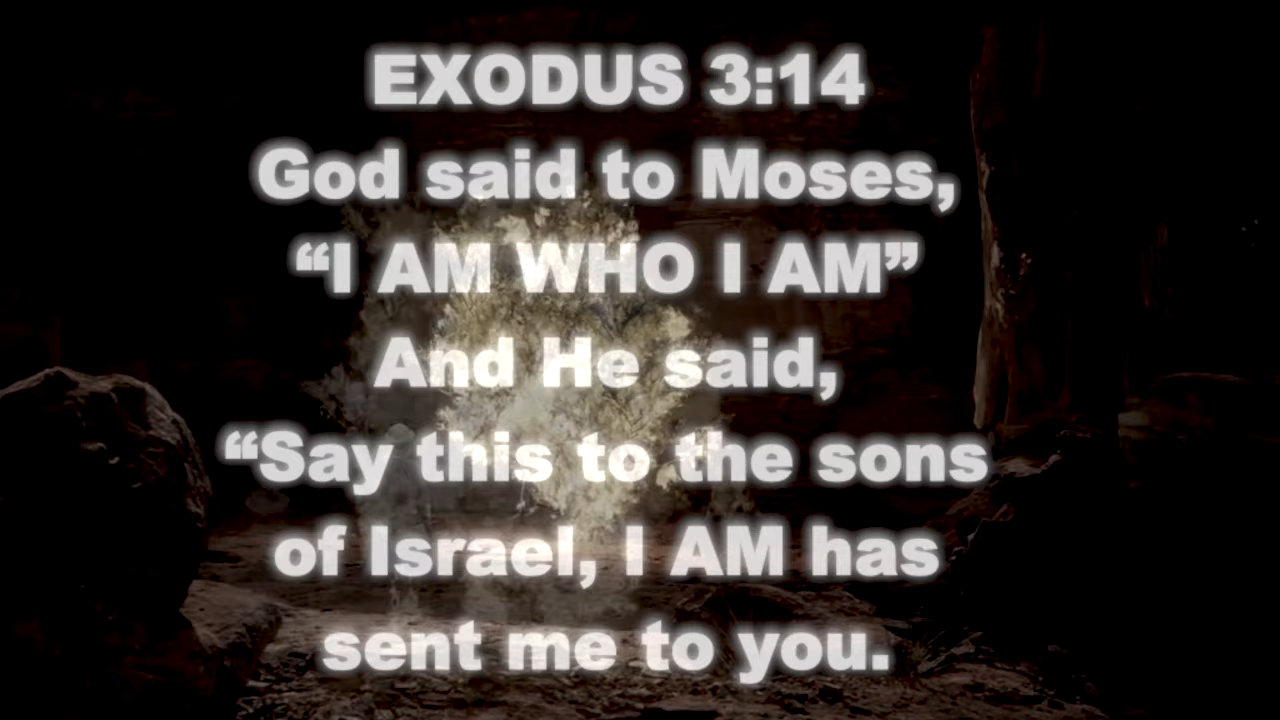 EXODUS 3:14
God said to Moses,
“I AM WHO I AM”
And He said,
“Say this to the sons
of Israel, I AM has
sent me to you.